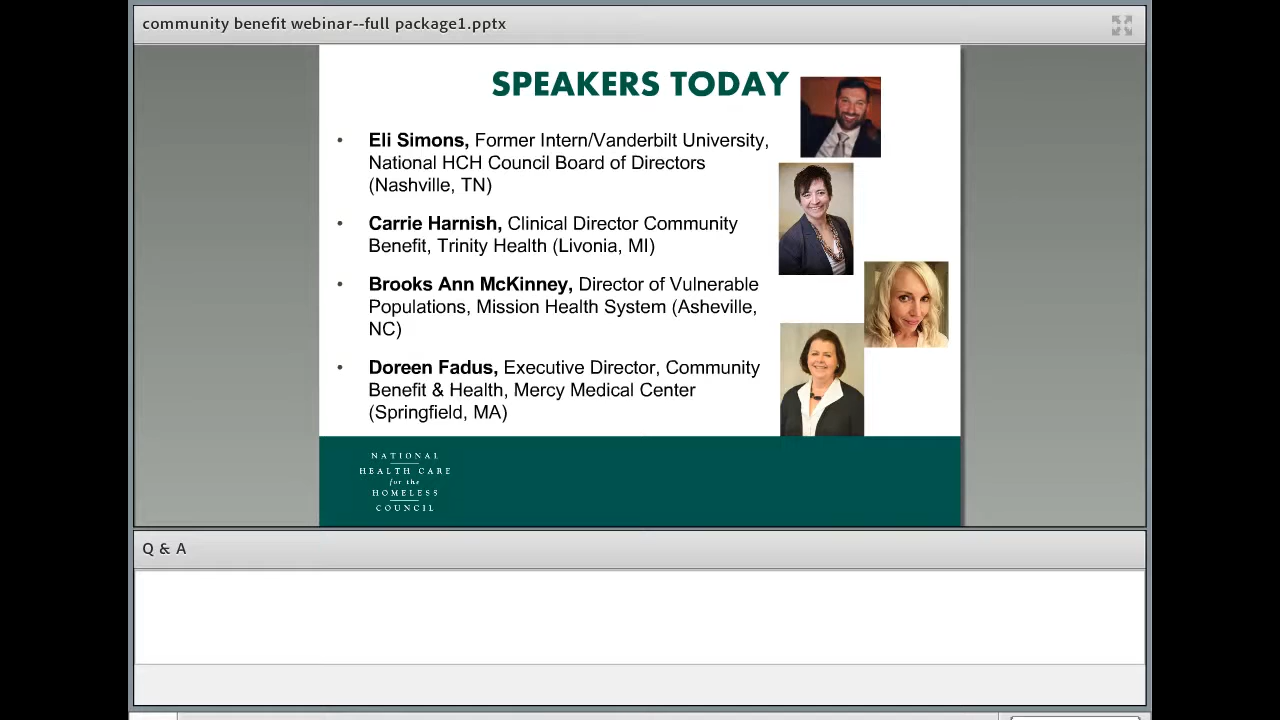 community benefit webinar--full package1.pptx
SPEAKERS TODAY
• Eli Simons, Former Intern/Vanderbilt University,
National HCH Council Board of Directors
(Nashville, TN)
• Carrie Harnish, Clinical Director Community
Benefit, Trinity Health (Livonia, MI)
• Brooks Ann McKinney, Director of Vulnerable
Populations, Mission Health System (Asheville,
NC)
• Doreen Fadus, Executive Director, Community
Benefit & Health, Mercy Medical Center
(Springfield, MA)
NATIONAL
HEALTH CARE
for the
HOMELESS
COUNCIL
Q & A